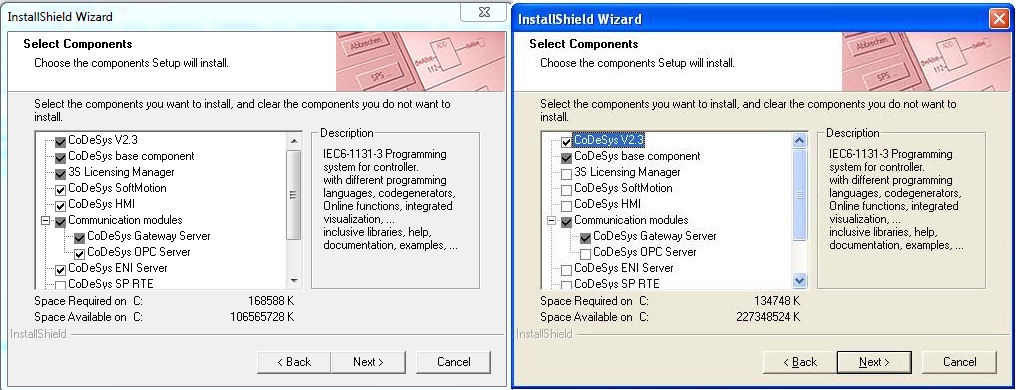 InstallShield Wizard
Select Components
Choose the components Setup will install.
Abbrechen
ADD
SPS...
112
Select the components you want to install, and clear the components you do not want to
install.
CoDeSys V2.3
CoDeSys base component
3S Licensing Manager
CoDeSys SoftMotion
CoDeSys HMI
Communication modules
CoDeSys Gateway Server
CoDeSys OPC Server
CoDeSys ENI Server
CoDeSys SP RTE
Description
IEC6-1131-3 Programming
system for controller.
with different programming
languages, codegenerators,
Online functions, integrated
visualization, ...
inclusive libraries, help,
documentation, examples, ...
Space Required on C: 168588 K
Space Available on C: 106565728 K
InstallShield
< Back
Next >
Cancel
InstallShield Wizard
Select Components
Choose the components Setup will install.
Abbrechen
ADD
SPS...
112
Select the components you want to install, and clear the components you do not want to
install.
CoDeSys V2.3
CoDeSys base component
3S Licensing Manager
CoDeSys SoftMotion
CoDeSys HMI
Communication modules
CoDeSys Gateway Server
CoDeSys OPC Server
CoDeSys ENI Server
CoDeSys SP RTE
Description
IEC6-1131-3 Programming
system for controller.
with different programming
languages, codegenerators,
Online functions, integrated
visualization, ...
inclusive libraries, help,
documentation, examples, ...
Space Required on C: 134748 K
Space Available on C: 227348524 K
InstallShield
< Back
Next >
Cancel